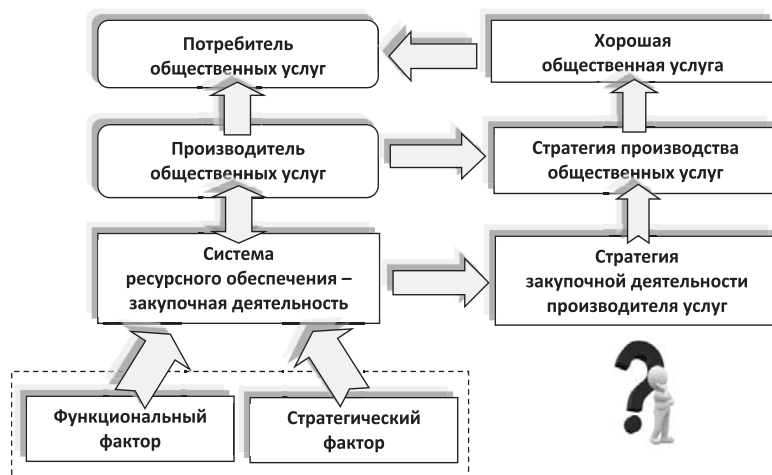 Потребитель
общественных услуг
Хорошая
общественная услуга
Производитель
общественных услуг
Стратегия производства
общественных услуг
Система
ресурсного обеспечения –
закупочная деятельность
Стратегия
закупочной деятельности
производителя услуг
Функциональный
фактор
Стратегический
фактор
?